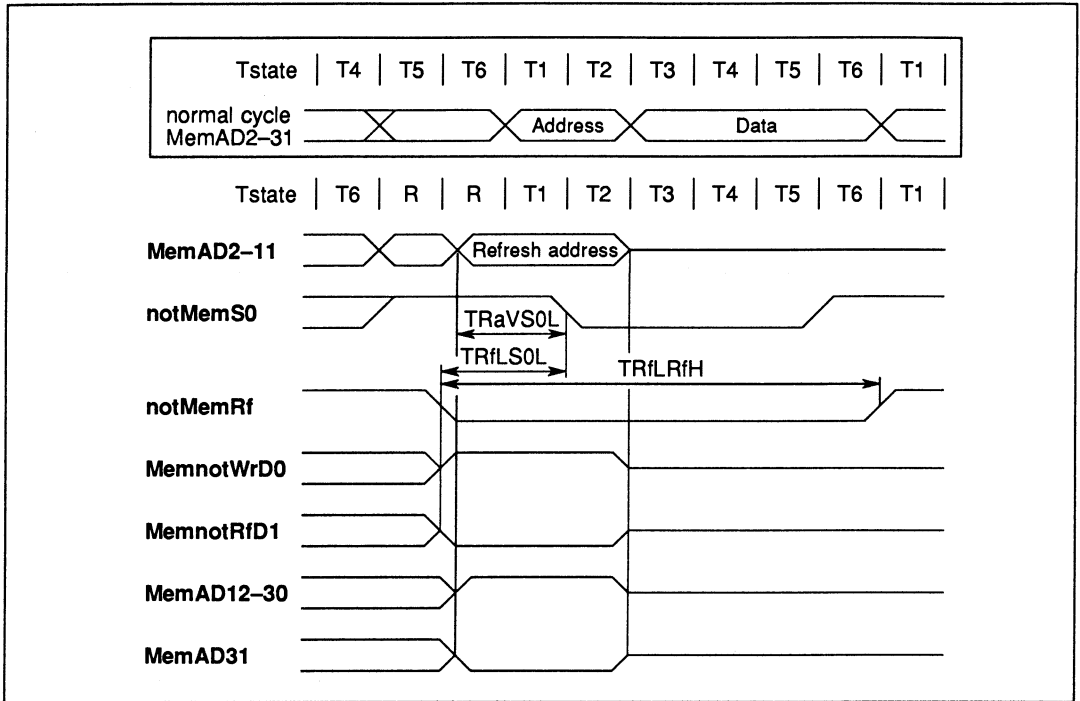 Tstate | T4 | T5 | T6 | T1 | T2 | T3 | T4 | T5 | T6 | T1 |
normal cycle
MemAD2–31
Address
Data
Tstate | T6 | R | R | T1 | T2 | T3 | T4 | T5 | T6 | T1 |
MemAD2–11
Refresh address
notMemS0
TRaVS0L
TRfLS0L
TRfLRfH
notMemRf
MemnotWrD0
MemnotRfD1
MemAD12–30
MemAD31